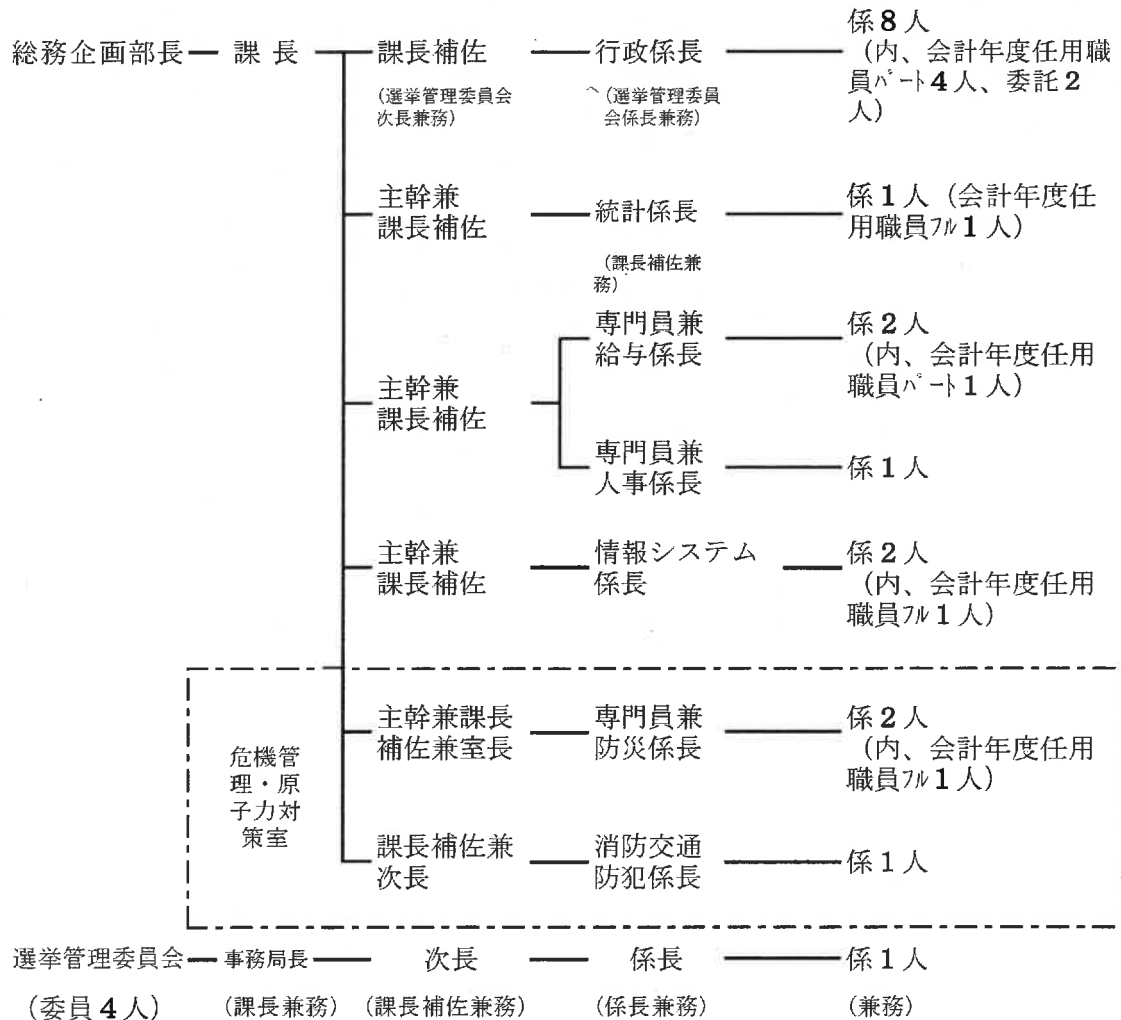 総務企画部長 課長 課長補佐 行政係長 係8人
(選挙管理委員会
次長兼務)
(選挙管理委員
会係長兼務)
(内、会計年度任用職
員ﾊﾟｰﾄ4人、委託2
人)
主幹兼
課長補佐
統計係長
(課長補佐兼
務)
係1人(会計年度任
用職員ﾌﾙ1人)
主幹兼
課長補佐
専門員兼
給与係長
係2人
(内、会計年度任用
職員ﾊﾟｰﾄ1人)
専門員兼
人事係長
係1人
主幹兼
課長補佐
情報システム
係長
係2人
(内、会計年度任用
職員ﾌﾙ1人)
危機管
理・原
子力対
策室
主幹兼課長
補佐兼室長
専門員兼
防災係長
係2人
(内、会計年度任用
職員ﾌﾙ1人)
課長補佐兼
次長
消防交通
防犯係長
係1人
選挙管理委員会 事務局長 次長 係長 係1人
(委員4人) (課長兼務) (課長補佐兼務) (係長兼務) (兼務)